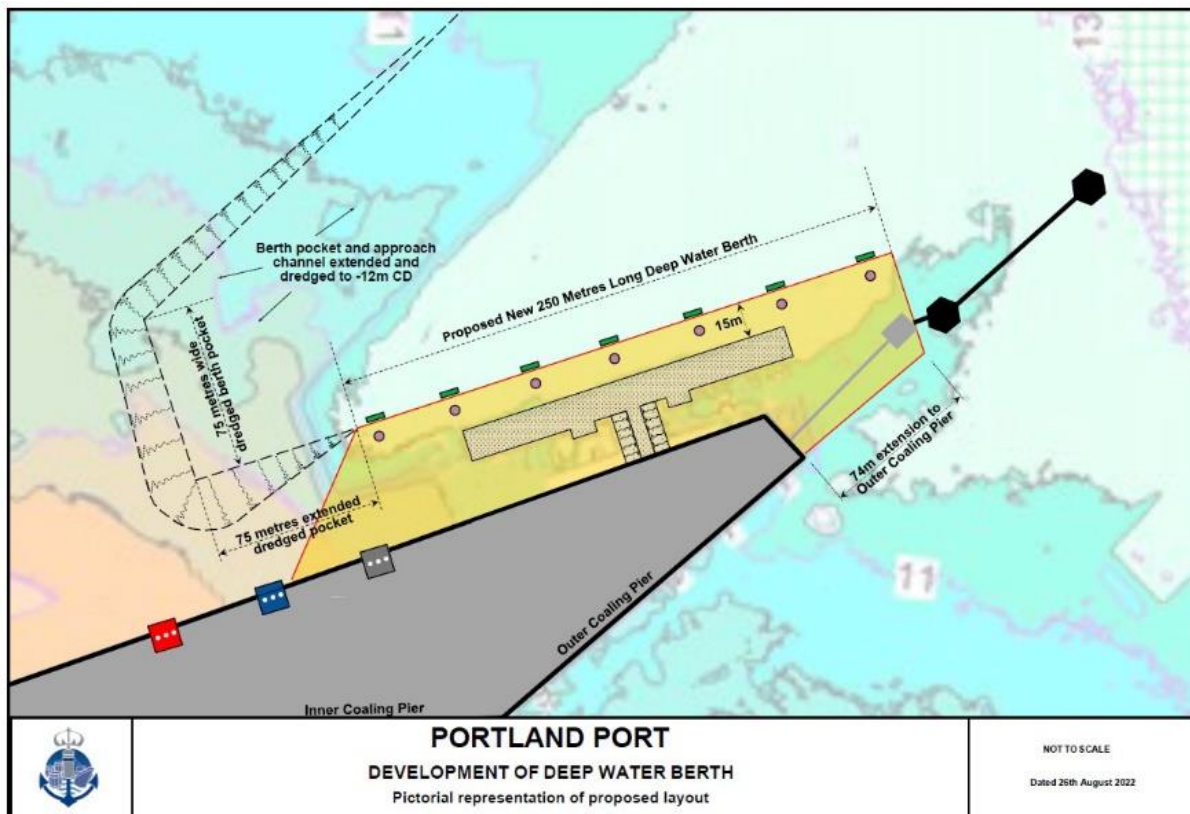 11
13
Berth pocket and approach
channel extended and
dredged to -12m CD
Proposed New 250 Metres Long Deep Water Berth
15m
75 metres wide
dredged berth pocket
74m extension to
Outer Coaling Pier
75 metres extended
dredged pocket
11
Outer Coaling Pier
Inner Coaling Pier
PORTLAND PORT
DEVELOPMENT OF DEEP WATER BERTH
Pictorial representation of proposed layout
NOT TO SCALE
Dated 26th August 2022